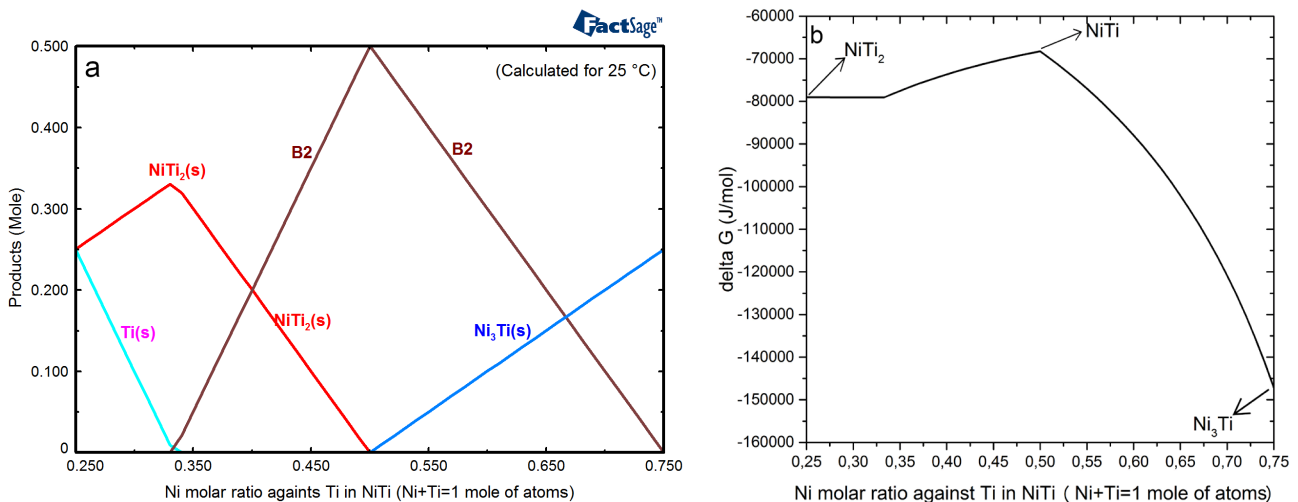 FactSage™
a
(Calculated for 25 °C)
0.500
0.400
0.300
0.200
0.100
0
Products (Mole)
B2
B2
NiTi₂(s)
Ti(s)
NiTi₂(s)
Ni₃Ti(s)
0.250
0.350
0.450
0.550
0.650
0.750
Ni molar ratio againts Ti in NiTi (Ni+Ti=1 mole of atoms)
b
NiTi
NiTi₂
Ni₃Ti
-60000
-70000
-80000
-90000
-100000
-110000
-120000
-130000
-140000
-150000
-160000
delta G (J/mol)
0,25
0,30
0,35
0,40
0,45
0,50
0,55
0,60
0,65
0,70
0,75
Ni molar ratio against Ti in NiTi ( Ni+Ti=1 mole of atoms)